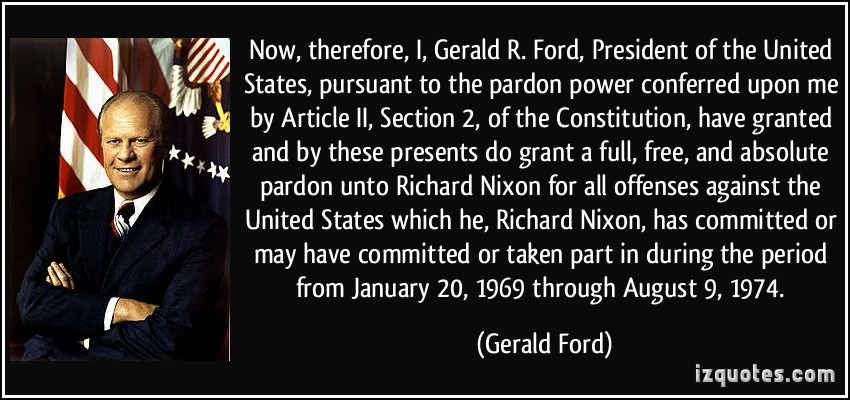 Now, therefore, I, Gerald R. Ford, President of the United
States, pursuant to the pardon power conferred upon me
by Article II, Section 2, of the Constitution, have granted
and by these presents do grant a full, free, and absolute
pardon unto Richard Nixon for all offenses against the
United States which he, Richard Nixon, has committed or
may have committed or taken part in during the period
from January 20, 1969 through August 9, 1974.
(Gerald Ford)
izquotes.com